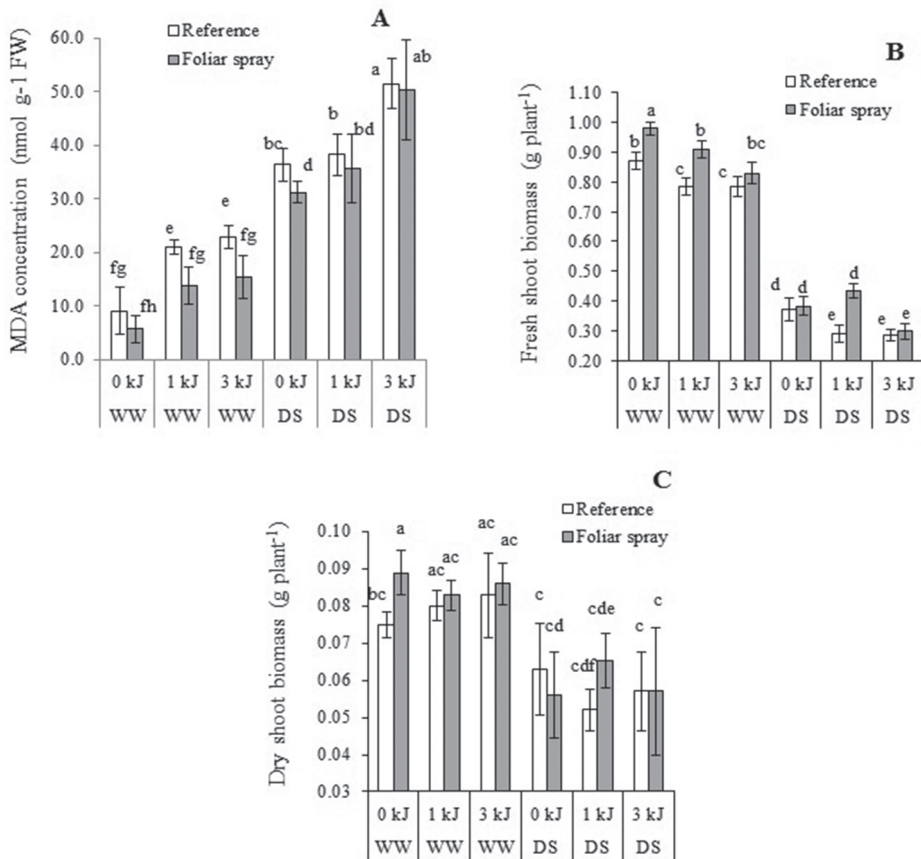 A
Reference
Foliar spray
MDA concentration (nmol g-1 FW)
60.0
50.0
40.0
30.0
20.0
10.0
0.0
fg
fh
e
fg
e
fg
bc
d
b
bd
a
ab
0 kJ 1 kJ 3 kJ 0 kJ 1 kJ 3 kJ
WW WW WW DS DS DS
B
Reference
Foliar spray
Fresh shoot biomass (g plant⁻¹)
1.10
1.00
0.90
0.80
0.70
0.60
0.50
0.40
0.30
0.20
b
a
c
b
c
bc
d
d
e
d
e
e
0 kJ 1 kJ 3 kJ 0 kJ 1 kJ 3 kJ
WW WW WW DS DS DS
C
Reference
Foliar spray
Dry shoot biomass (g plant⁻¹)
0.10
0.09
0.08
0.07
0.06
0.05
0.04
0.03
bc
a
ac
ac
ac
ac
c
cd
cdf
cde
c
c
0 kJ 1 kJ 3 kJ 0 kJ 1 kJ 3 kJ
WW WW WW DS DS DS